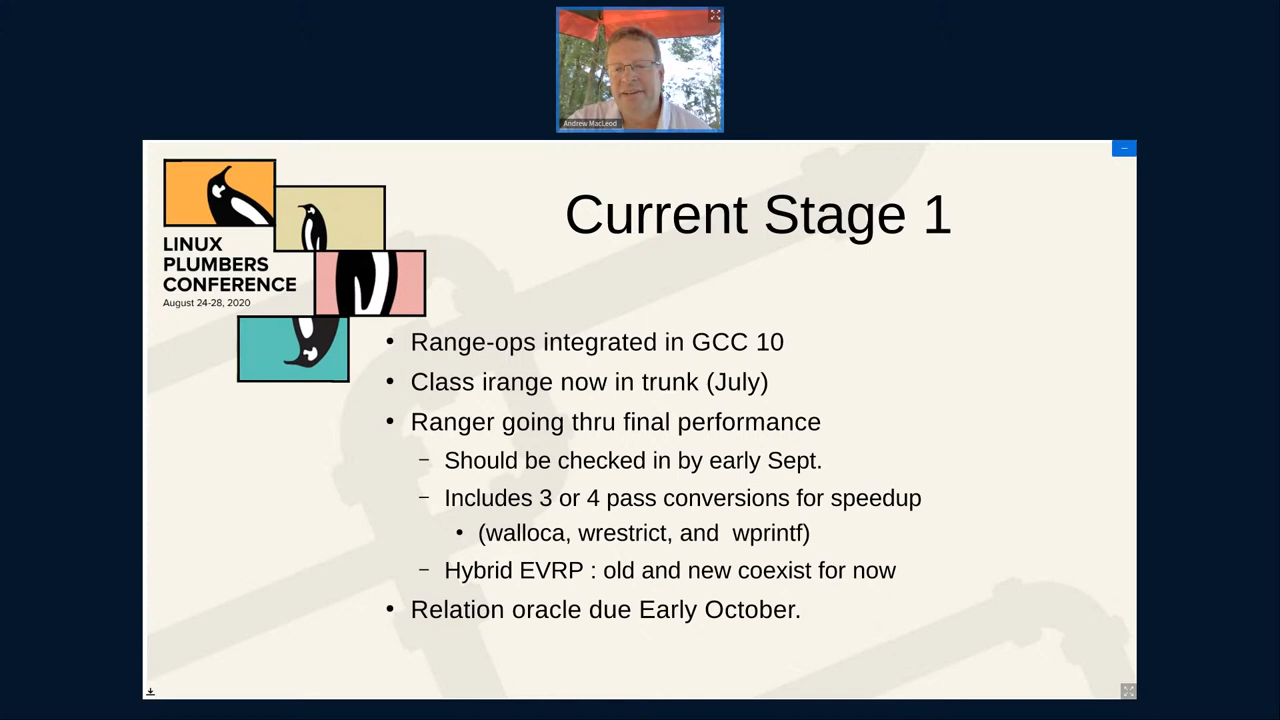 Andrew MacLeod
LINUX
PLUMBERS
CONFERENCE
August 24-28, 2020
Current Stage 1
• Range-ops integrated in GCC 10
• Class irange now in trunk (July)
• Ranger going thru final performance
– Should be checked in by early Sept.
– Includes 3 or 4 pass conversions for speedup
• (walloca, wrestrict, and  wprintf)
– Hybrid EVRP : old and new coexist for now
• Relation oracle due Early October.